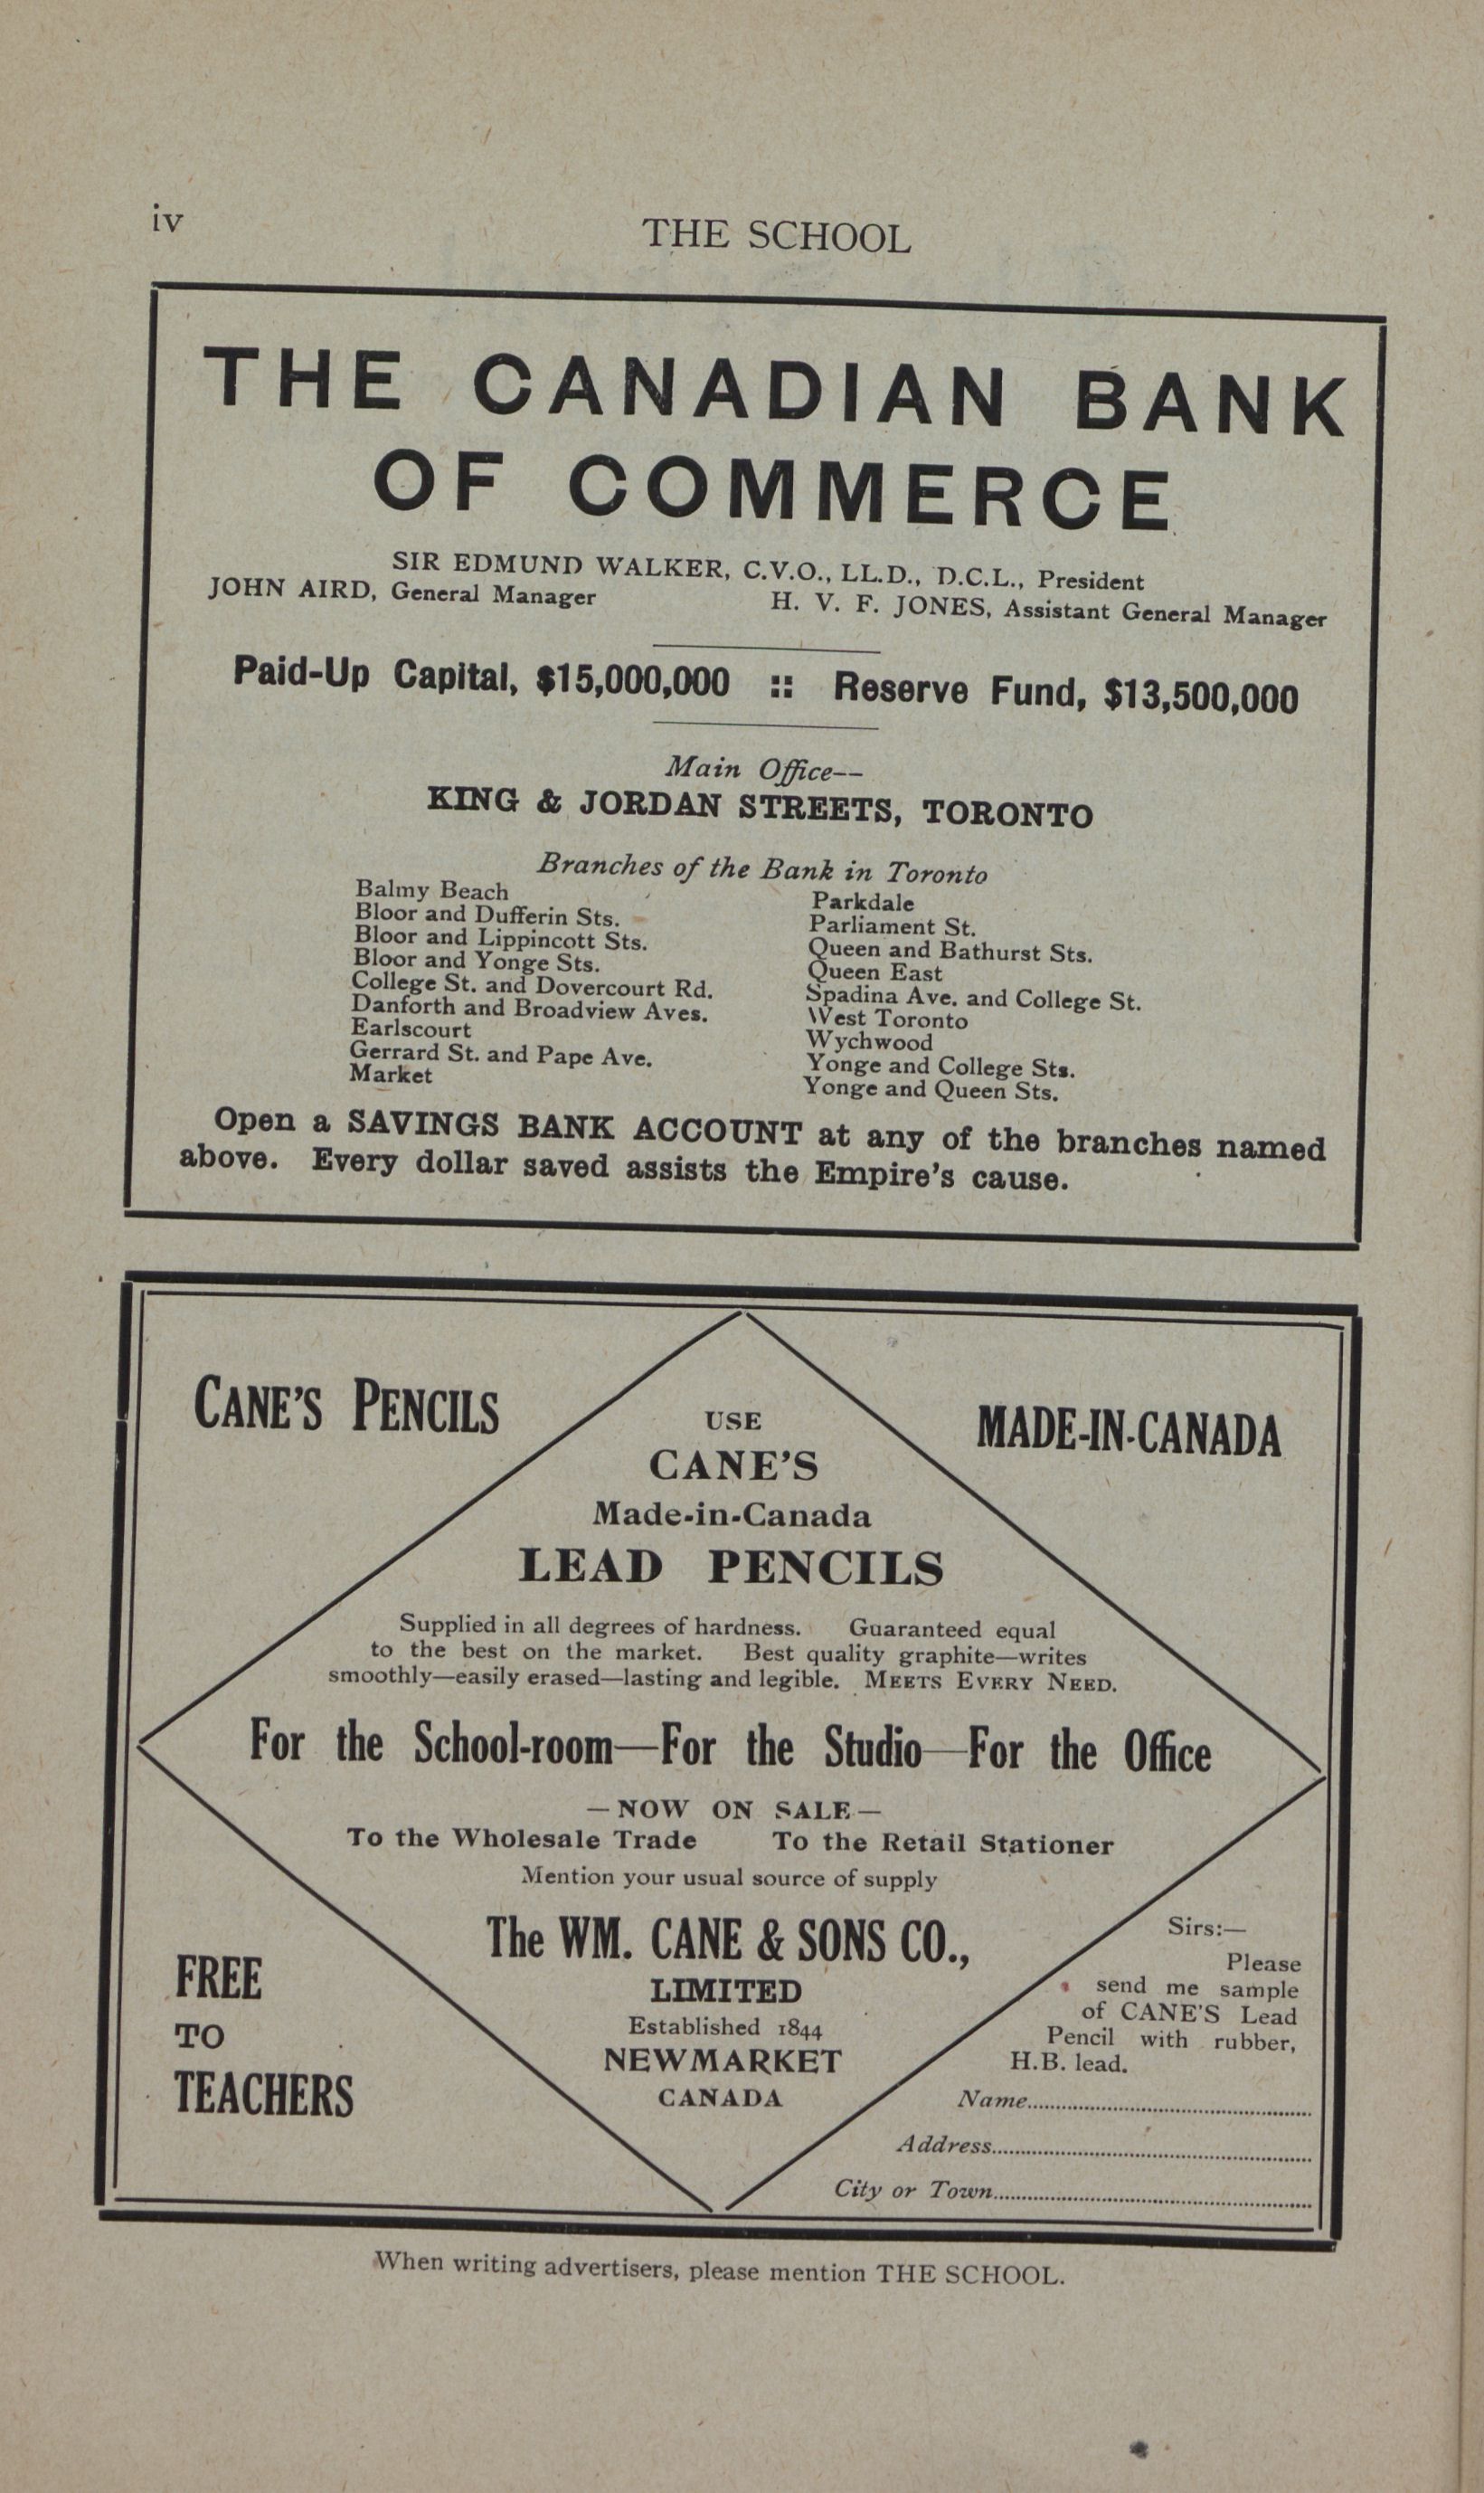 iv
THE SCHOOL
THE CANADIAN BANK
OF COMMERCE
SIR EDMUND WALKER, C.V.O., LL.D., D.C.L., President
JOHN AIRD, General Manager H. V. F. JONES, Assistant General Manager
Paid-Up Capital, $15,000,000 :: Reserve Fund, $13,500,000
Main Office--
KING & JORDAN STREETS, TORONTO
Branches of the Bank in Toronto
Balmy Beach
Bloor and Dufferin Sts.
Bloor and Lippincott Sts.
Bloor and Yonge Sts.
College St. and Dovercourt Rd.
Danforth and Broadview Aves.
Earlscourt
Gerrard St. and Pape Ave.
Market
Parkdale
Parliament St.
Queen and Bathurst Sts.
Queen East
Spadina Ave. and College St.
West Toronto
Wychwood
Yonge and College Sts.
Yonge and Queen Sts.
Open a SAVINGS BANK ACCOUNT at any of the branches named
above. Every dollar saved assists the Empire's cause.
CANE'S PENCILS
MADE-IN-CANADA
USE
CANE'S
Made-in-Canada
LEAD PENCILS
Supplied in all degrees of hardness. Guaranteed equal
to the best on the market. Best quality graphite—writes
smoothly—easily erased—lasting and legible. MEETS EVERY NEED.
For the School-room—For the Studio—For the Office
—NOW ON SALE—
To the Wholesale Trade To the Retail Stationer
Mention your usual source of supply
The WM. CANE & SONS CO.,
LIMITED
Established 1844
NEWMARKET
CANADA
FREE
TO
TEACHERS
Sirs:—
Please
send me sample
of CANE'S Lead
Pencil with rubber,
H.B. lead.
Name
Address
City or Town
When writing advertisers, please mention THE SCHOOL.